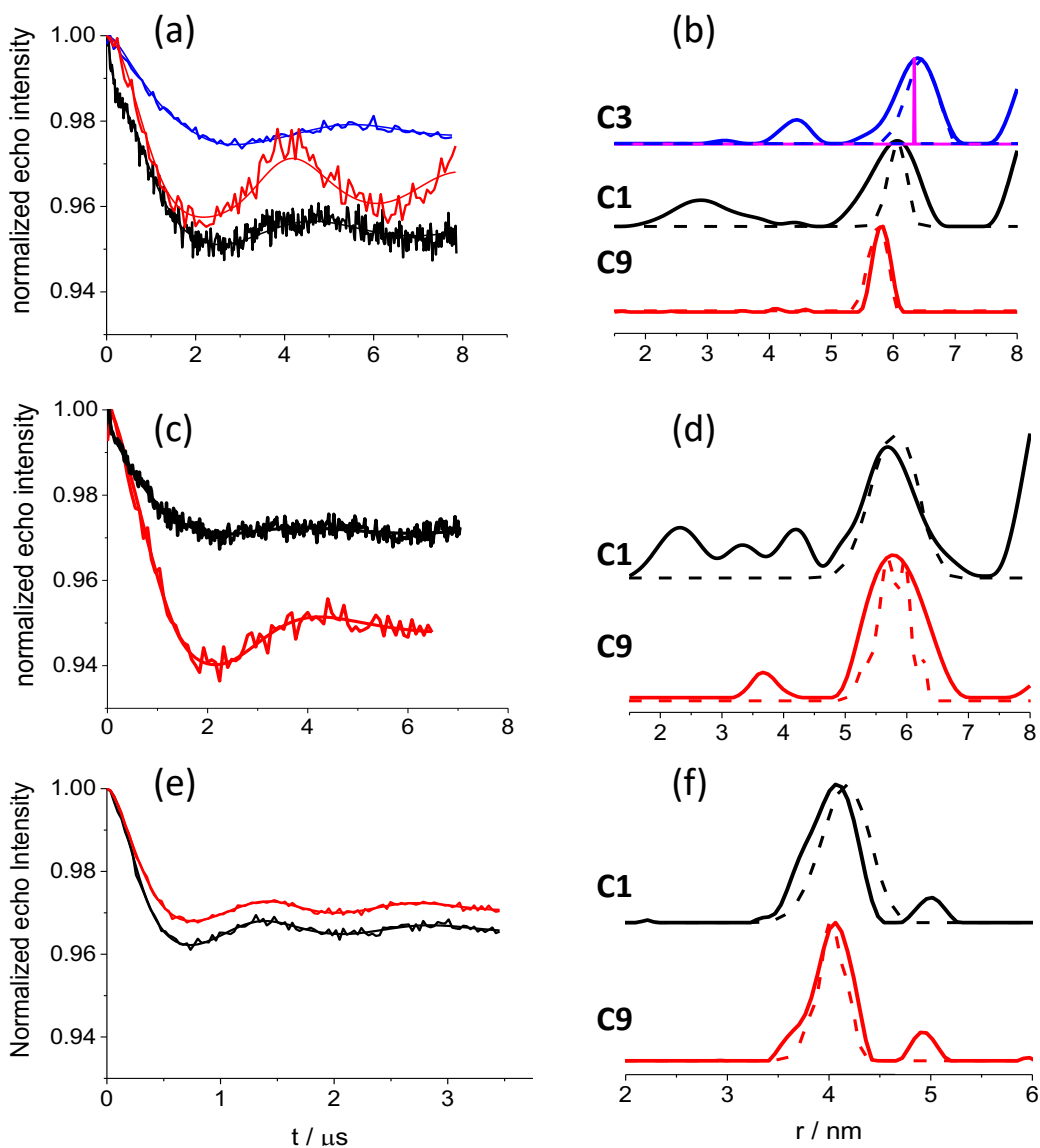 (a)
1.00
0.98
0.96
0.94
normalized echo intensity
0 2 4 6 8
(b)
C3
C1
C9
2 3 4 5 6 7 8
(c)
1.00
0.98
0.96
0.94
normalized echo intensity
0 2 4 6 8
(d)
C1
C9
2 3 4 5 6 7 8
(e)
1.00
0.98
0.96
0.94
Normalized echo Intensity
0 1 2 3
t / μs
(f)
C1
C9
2 3 4 5 6
r / nm